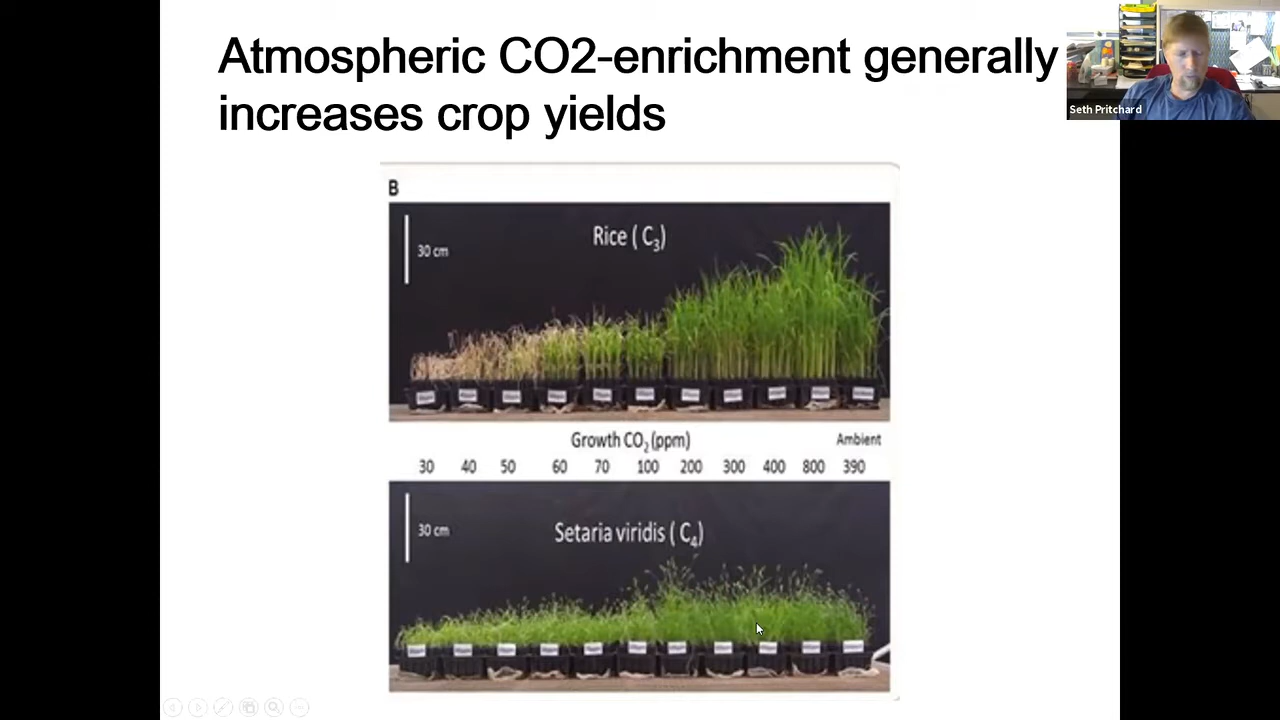 Atmospheric CO2-enrichment generally
increases crop yields
Seth Pritchard
B
Rice ( C3)
30 cm
Growth CO2 (ppm)
Ambient
30 40 50 60 70 100 200 300 400 800 390
30 cm
Setaria viridis ( C4)